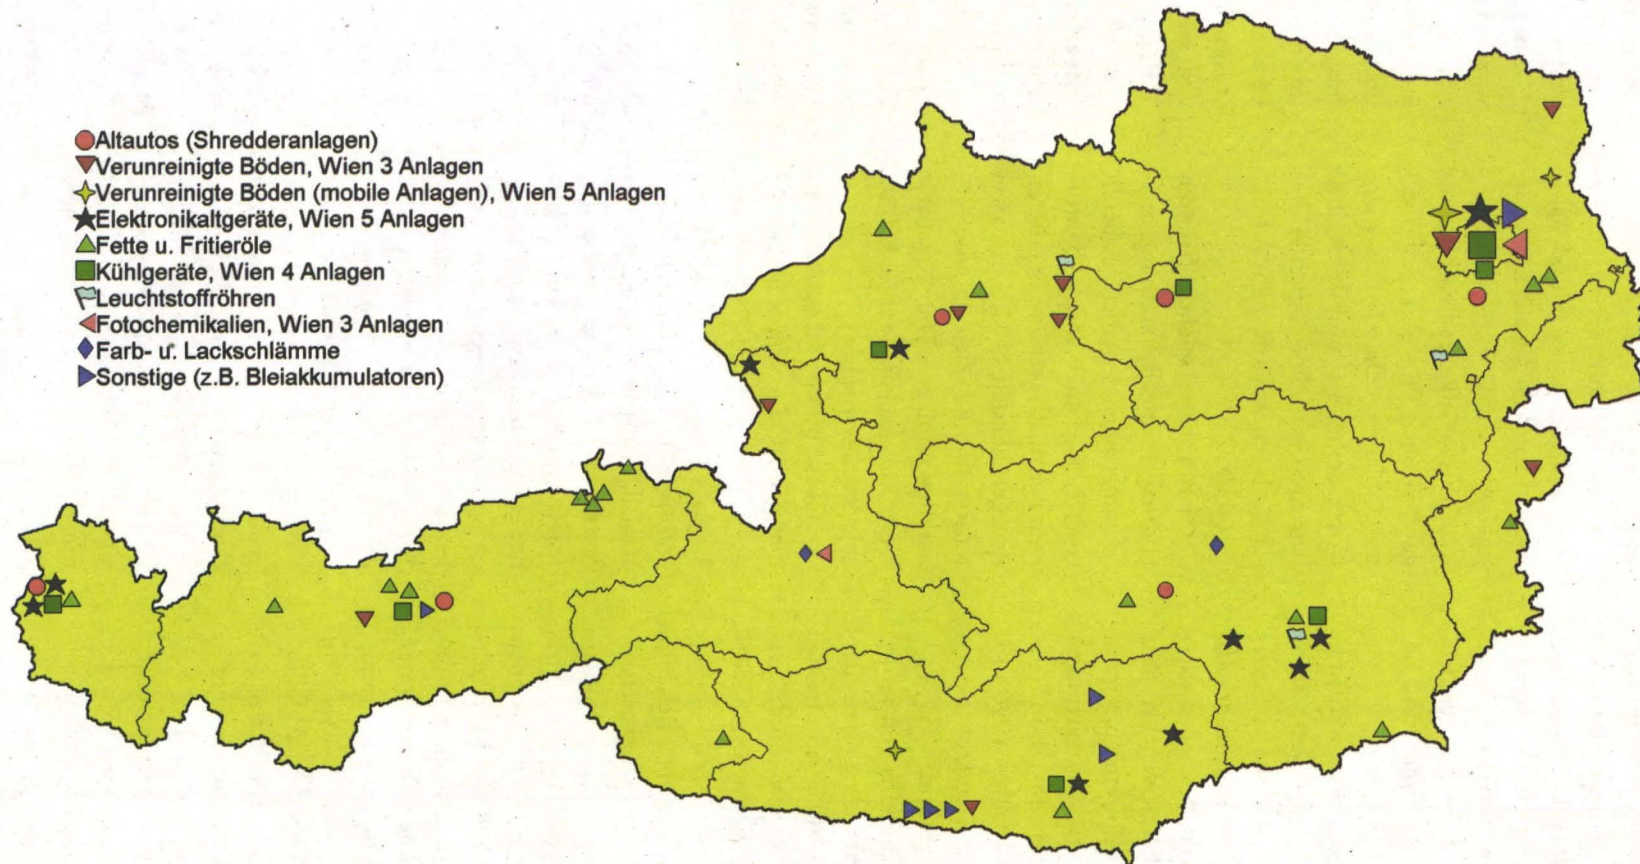 Altautos (Shredderanlagen)
Verunreinigte Böden, Wien 3 Anlagen
Verunreinigte Böden (mobile Anlagen), Wien 5 Anlagen
Elektronikaltgeräte, Wien 5 Anlagen
Fette u. Fritieröle
Kühlgeräte, Wien 4 Anlagen
Leuchtstoffröhren
Fotochemikalien, Wien 3 Anlagen
Farb- u. Lackschlämme
Sonstige (z.B. Bleiakkumulatoren)